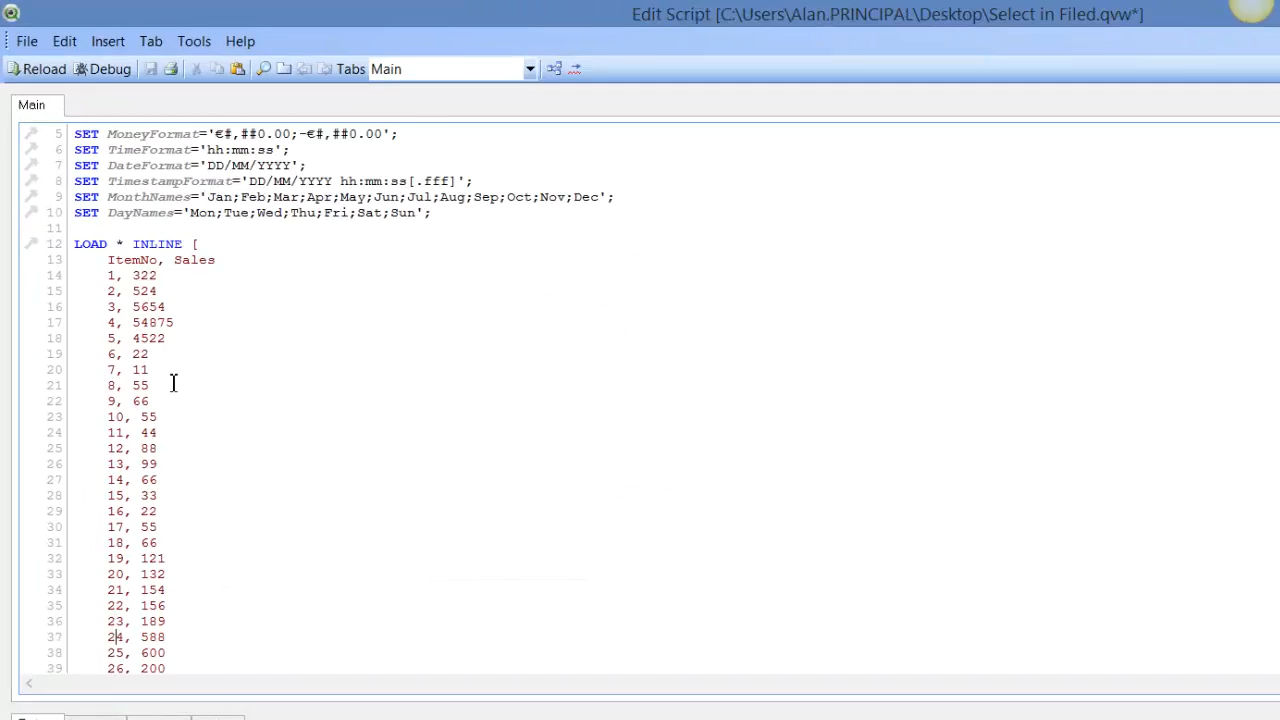 Edit Script [C:\Users\Alan.PRINCIPAL\Desktop\Select in Filed.qvw*]
File Edit Insert Tab Tools Help
Reload Debug Tabs Main
Main
5 SET MoneyFormat='€#,##0.00;-€#,##0.00';
6 SET TimeFormat='hh:mm:ss';
7 SET DateFormat='DD/MM/YYYY';
8 SET TimestampFormat='DD/MM/YYYY hh:mm:ss[.fff]';
9 SET MonthNames='Jan;Feb;Mar;Apr;May;Jun;Jul;Aug;Sep;Oct;Nov;Dec';
10 SET DayNames='Mon;Tue;Wed;Thu;Fri;Sat;Sun';
11
12 LOAD * INLINE [
13 ItemNo, Sales
14 1, 322
15 2, 524
16 3, 5654
17 4, 54875
18 5, 4522
19 6, 22
20 7, 11
21 8, 55
22 9, 66
23 10, 55
24 11, 44
25 12, 88
26 13, 99
27 14, 66
28 15, 33
29 16, 22
30 17, 55
31 18, 66
32 19, 121
33 20, 132
34 21, 154
35 22, 156
36 23, 189
37 24, 588
38 25, 600
39 26, 200